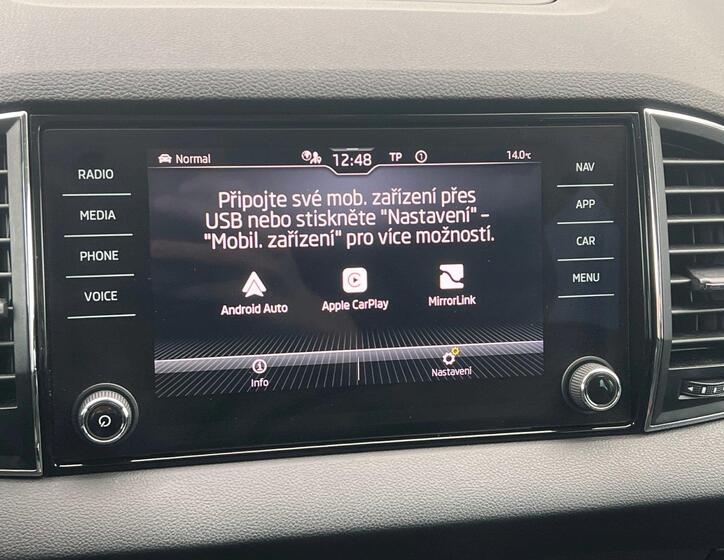 RADIO
MEDIA
PHONE
VOICE
Normal
12:48
TP
14.0°C
Připojte své mob. zařízení přes
USB nebo stiskněte "Nastavení" –
"Mobil. zařízení" pro více možností.
Android Auto
Apple CarPlay
MirrorLink
Info
Nastavení
NAV
APP
CAR
MENU